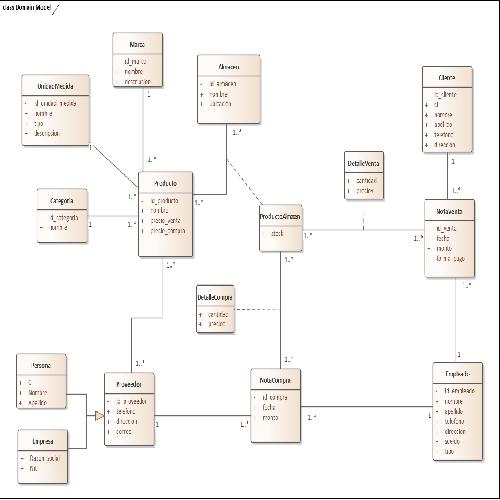 class Domain Model
Marca
- id_marca
+ nombre
+ descripcion
1
1..*
Almacen
- id_almacen
+ nombre
+ ubicacion
1..*
UnidadMedida
- id_unidad_medida
+ nombre
+ tipo
+ descripcion
1
1..*
Cliente
- id_cliente
+ ci
+ nombre
+ apellido
+ telefono
+ direccion
1
1..*
DetalleVenta
+ cantidad
+ preciov
Categoria
- id_categoria
+ nombre
1
1..*
Producto
- id_producto
+ nombre
+ precio_venta
+ precio_compra
1..*
1..*
ProductoAlmacen
- stock
1..*
1..*
NotaVenta
- id_venta
- fecha
- monto
- forma_pago
1..*
1..*
DetalleCompra
+ cantidad
+ precioc
Persona
+ Nombre
+ Apellido
Empresa
- Razon_social
+ Nit
1..*
Proveedor
- id_proveedor
+ telefono
+ direccion
+ correo
1
1..*
1..*
NotaCompra
- id_compra
+ fecha
+ monto
1..*
1
1
Empleado
- id_empleado
+ nombre
+ apellido
+ telefono
- direccion
+ sueldo
+ tipo